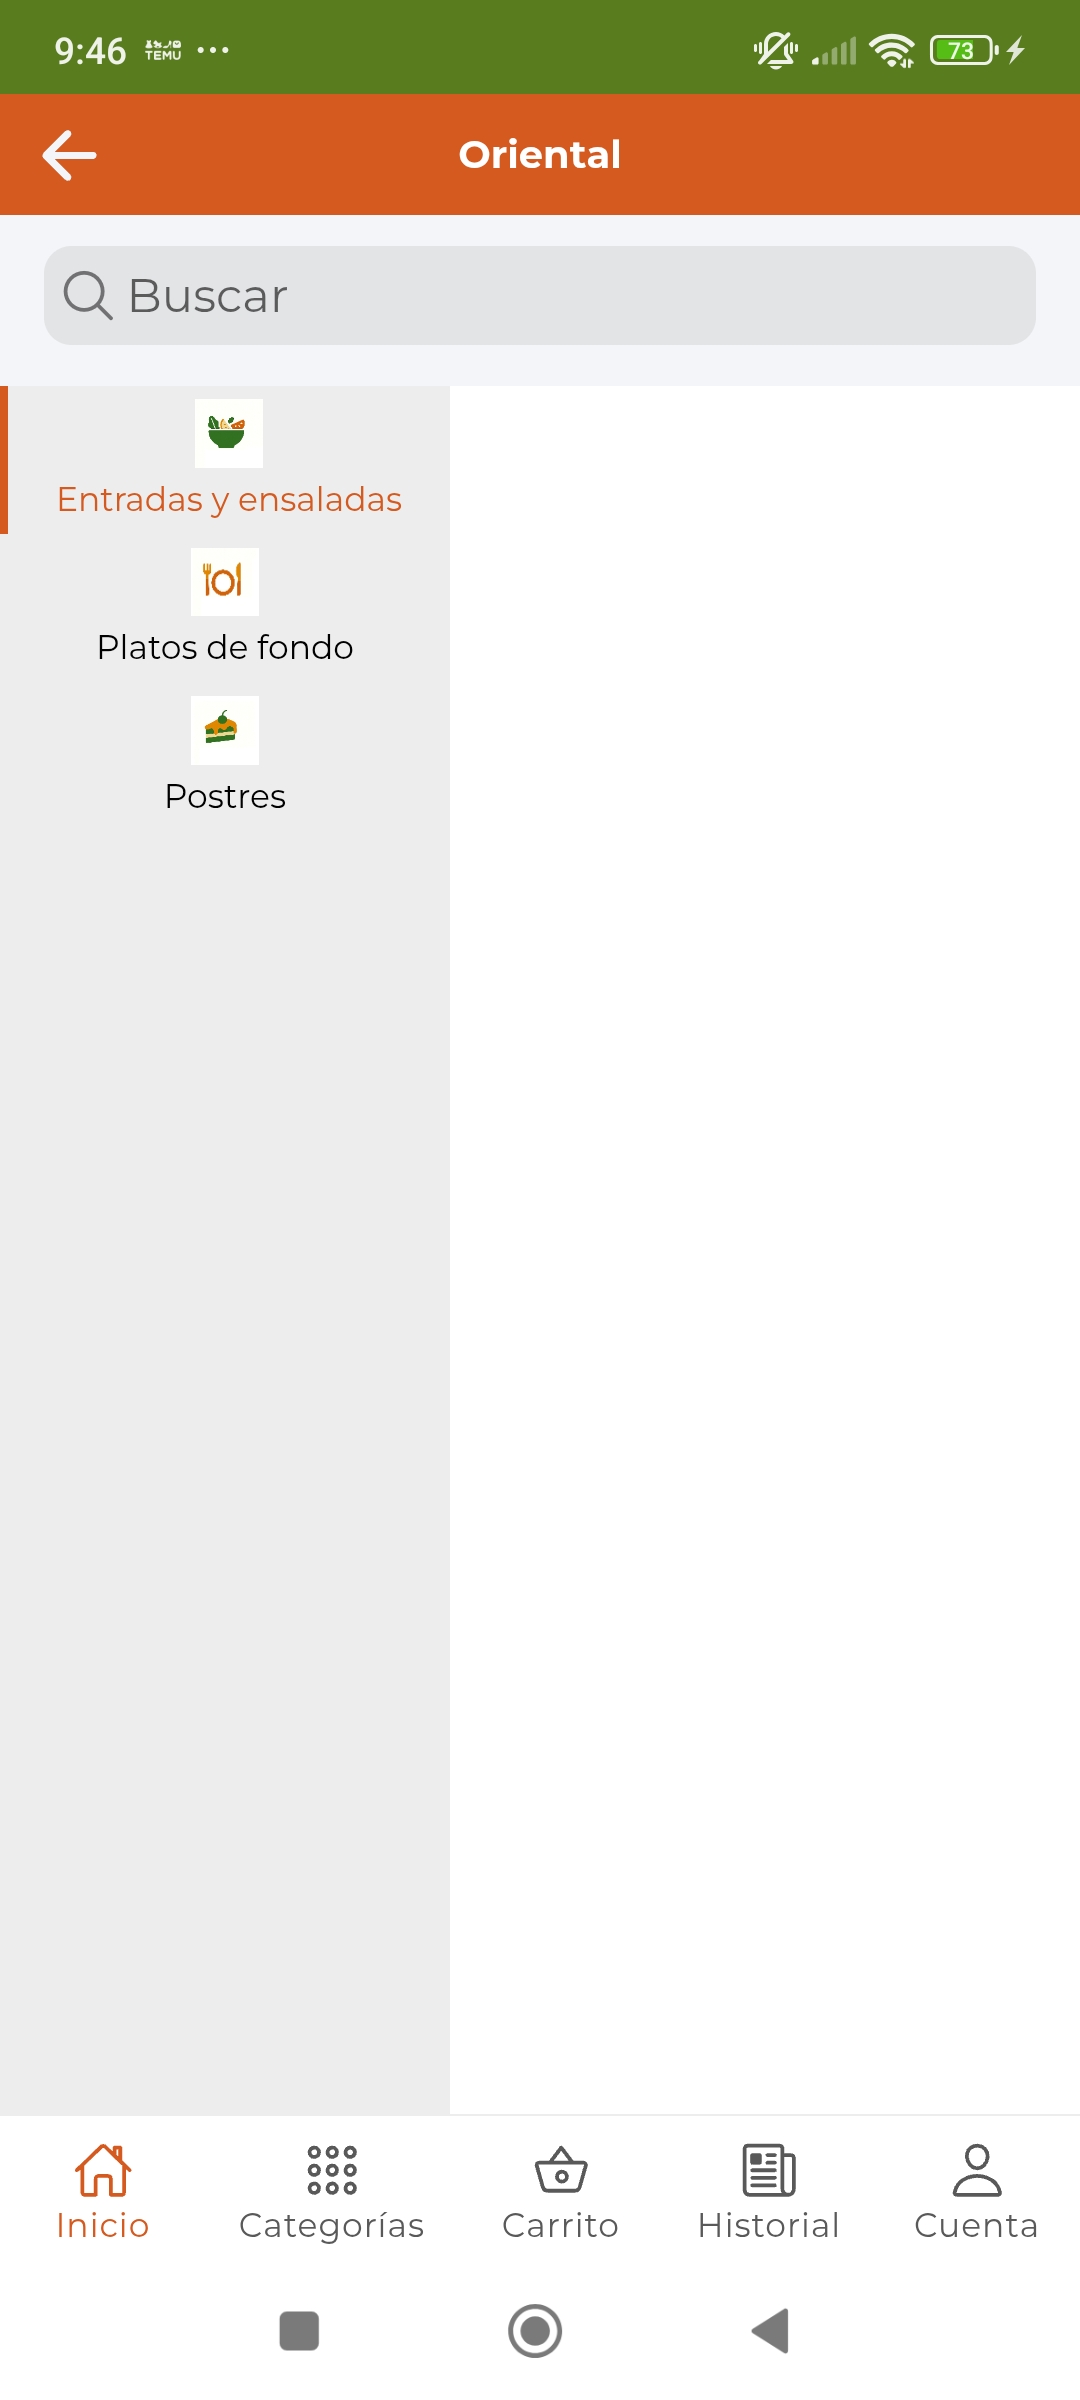 9:46 TEMU ... 73
Oriental
Buscar
Entradas y ensaladas
Platos de fondo
Postres
Inicio Categorías Carrito Historial Cuenta